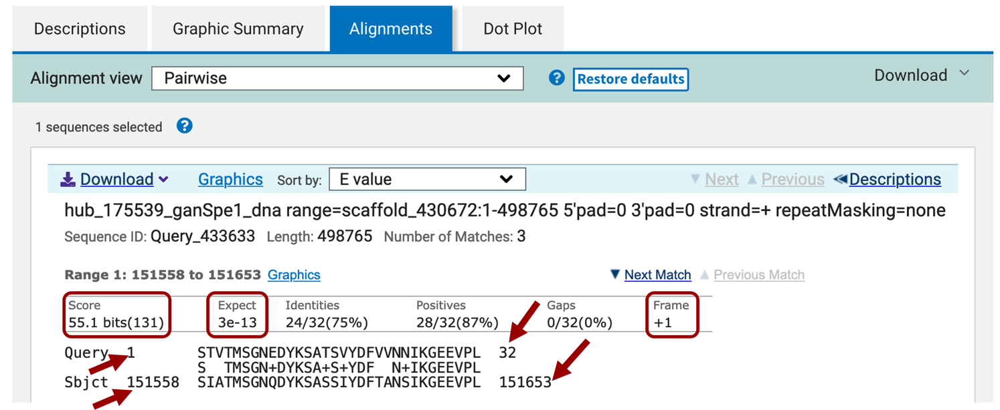 Descriptions Graphic Summary Alignments Dot Plot
Alignment view Pairwise ? Restore defaults Download
1 sequences selected ?
Download Graphics Sort by: E value Next Previous Descriptions
hub_175539_ganSpe1_dna range=scaffold_430672:1-498765 5'pad=0 3'pad=0 strand=+ repeatMasking=none
Sequence ID: Query_433633 Length: 498765 Number of Matches: 3
Range 1: 151558 to 151653 Graphics Next Match Previous Match
Score Expect Identities Positives Gaps Frame
55.1 bits(131) 3e-13 24/32(75%) 28/32(87%) 0/32(0%) +1
Query 1 STVTMSGNEDYKSATSVYDFVVNNIKGEEVPL 32
S TMSGN+DYKSA+S+YDF N+IKGEEVPL
Sbjct 151558 SIATMSGNQDYKSASSIYDFTANSIKGEEVPL 151653